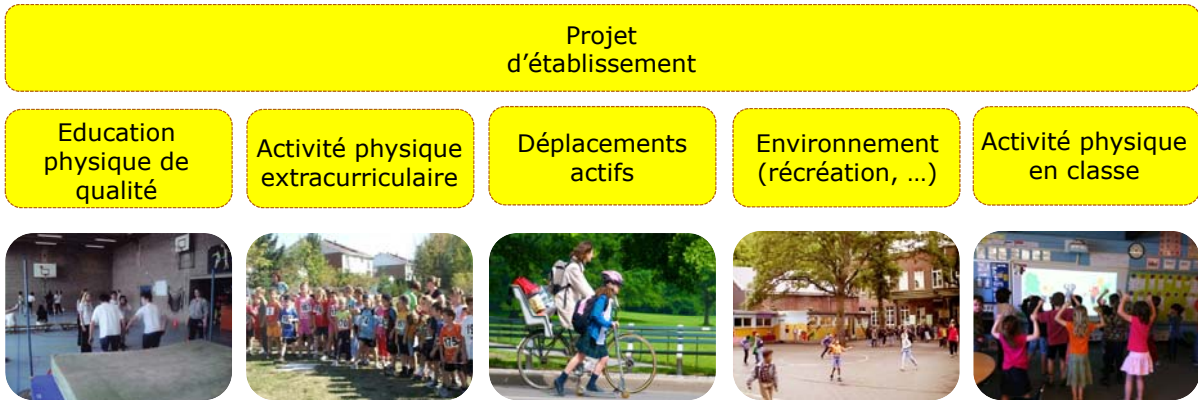 Projet
d’établissement
Education
physique de
qualité
Activité physique
extracurriculaire
Déplacements
actifs
Environnement
(récréation, …)
Activité physique
en classe